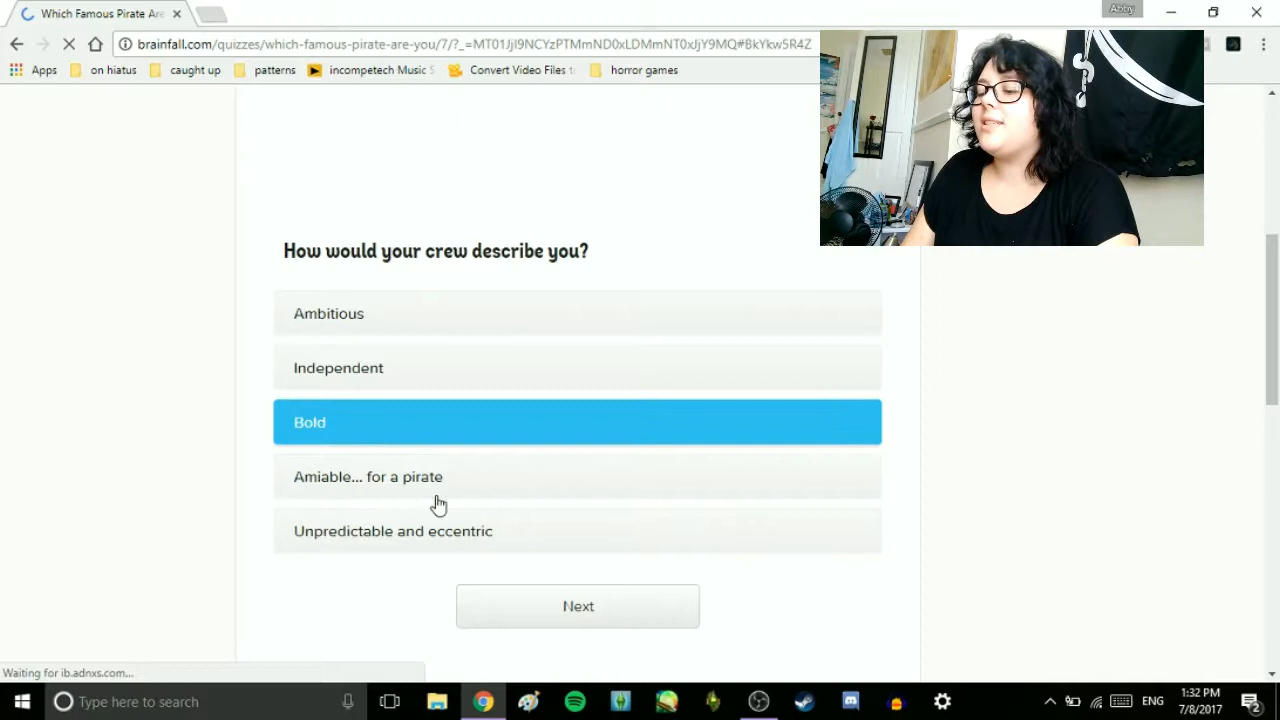 Which Famous Pirate Are
Abby
brainfall.com/quizzes/which-famous-pirate-are-you/7/?_=MT01JjI9NCYzPTMmND0xLDMmNT0xJjY9MQ#BkYkw5R4Z
Apps on hiatus caught up patterns incompetech Music S Convert Video Files t horror games
How would your crew describe you?
Ambitious
Independent
Bold
Amiable... for a pirate
Unpredictable and eccentric
Next
Waiting for ib.adnxs.com...
Type here to search
ENG
1:32 PM
7/8/2017
2